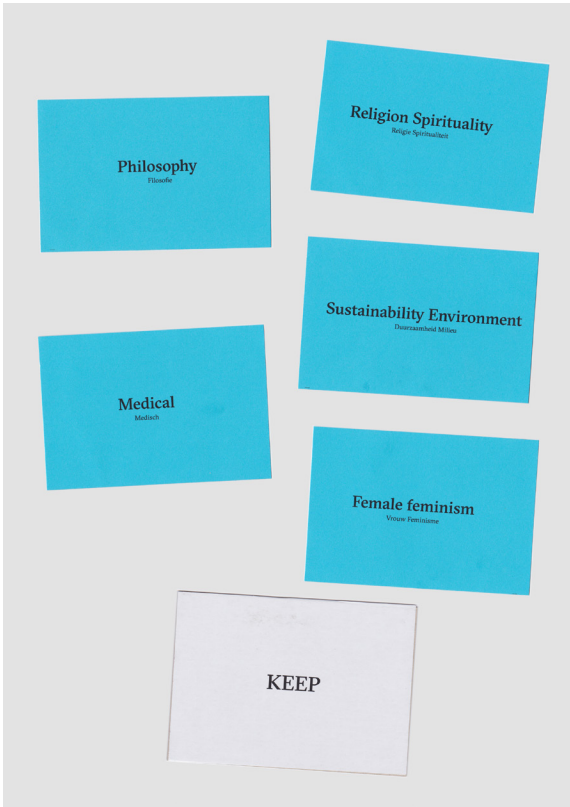 Religion Spirituality
Religie Spiritualiteit
Philosophy
Filosofie
Sustainability Environment
Duurzaamheid Milieu
Medical
Medisch
Female feminism
Vrouw Feminisme
KEEP